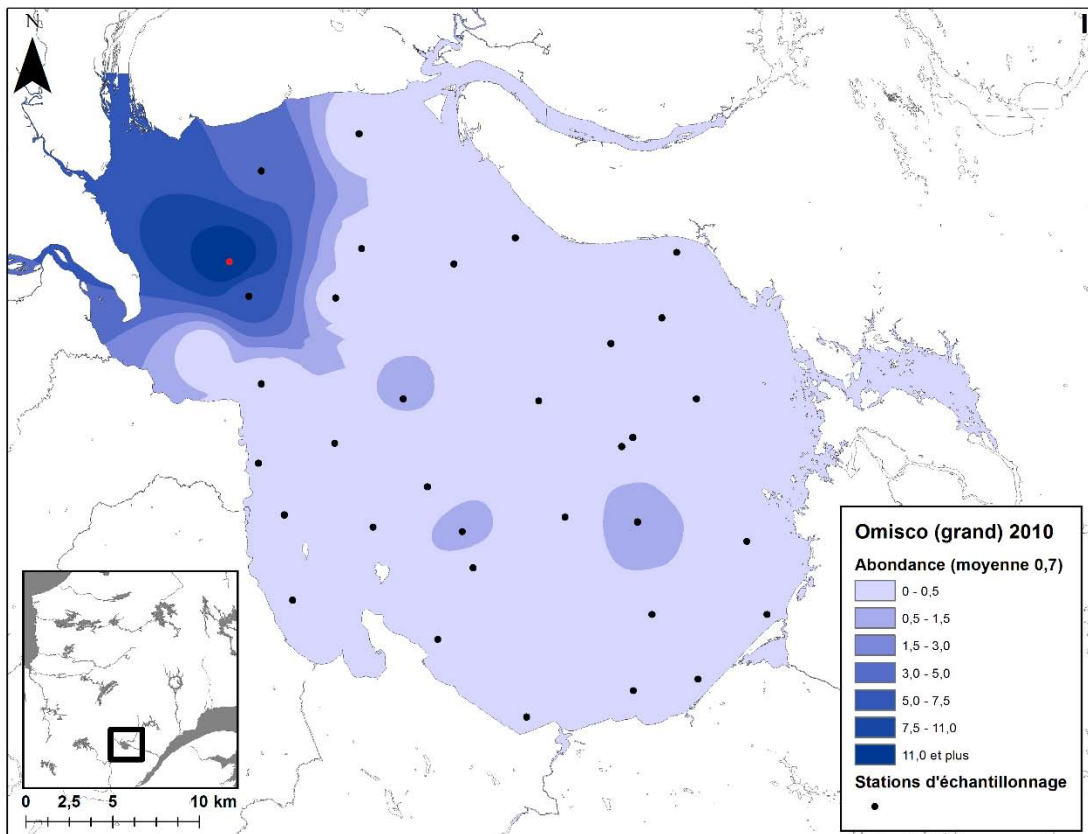 N
Omisco (grand) 2010
Abondance (moyenne 0,7)
0 - 0,5
0,5 - 1,5
1,5 - 3,0
3,0 - 5,0
5,0 - 7,5
7,5 - 11,0
11,0 et plus
Stations d'échantillonnage
0 2,5 5 10 km